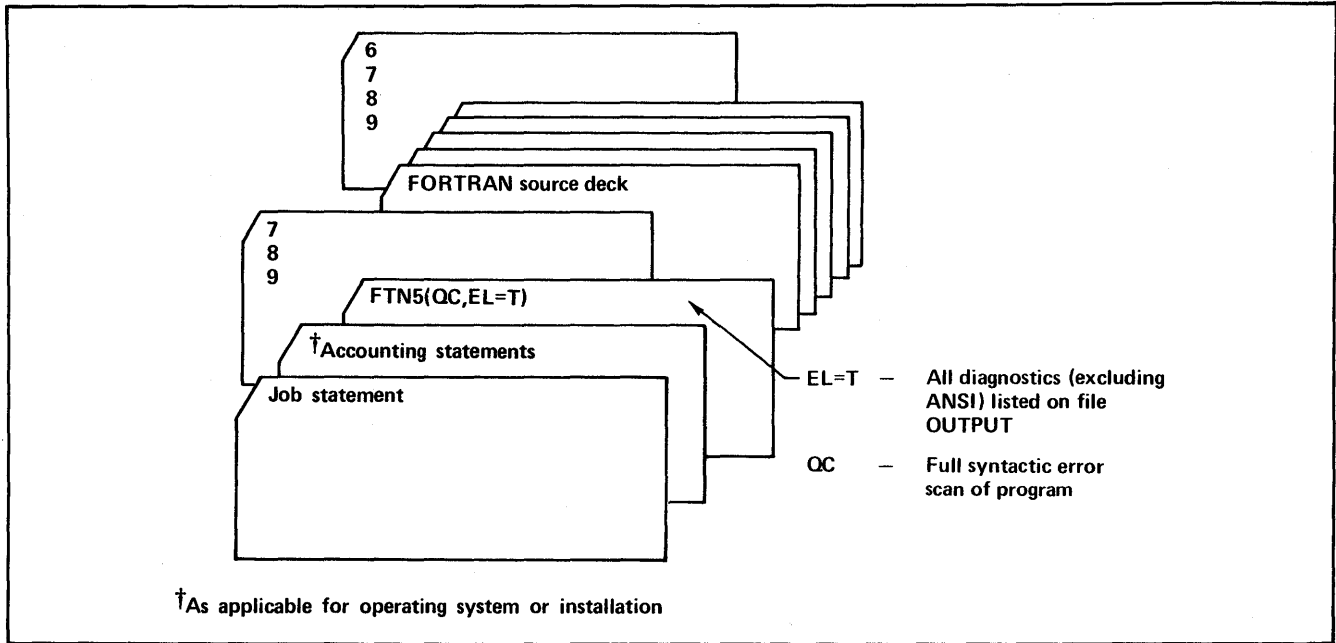 6
7
8
9
FORTRAN source deck
7
8
9
FTN5(QC,EL=T)
†Accounting statements
Job statement
EL=T — All diagnostics (excluding
ANSI) listed on file
OUTPUT
QC — Full syntactic error
scan of program
†As applicable for operating system or installation